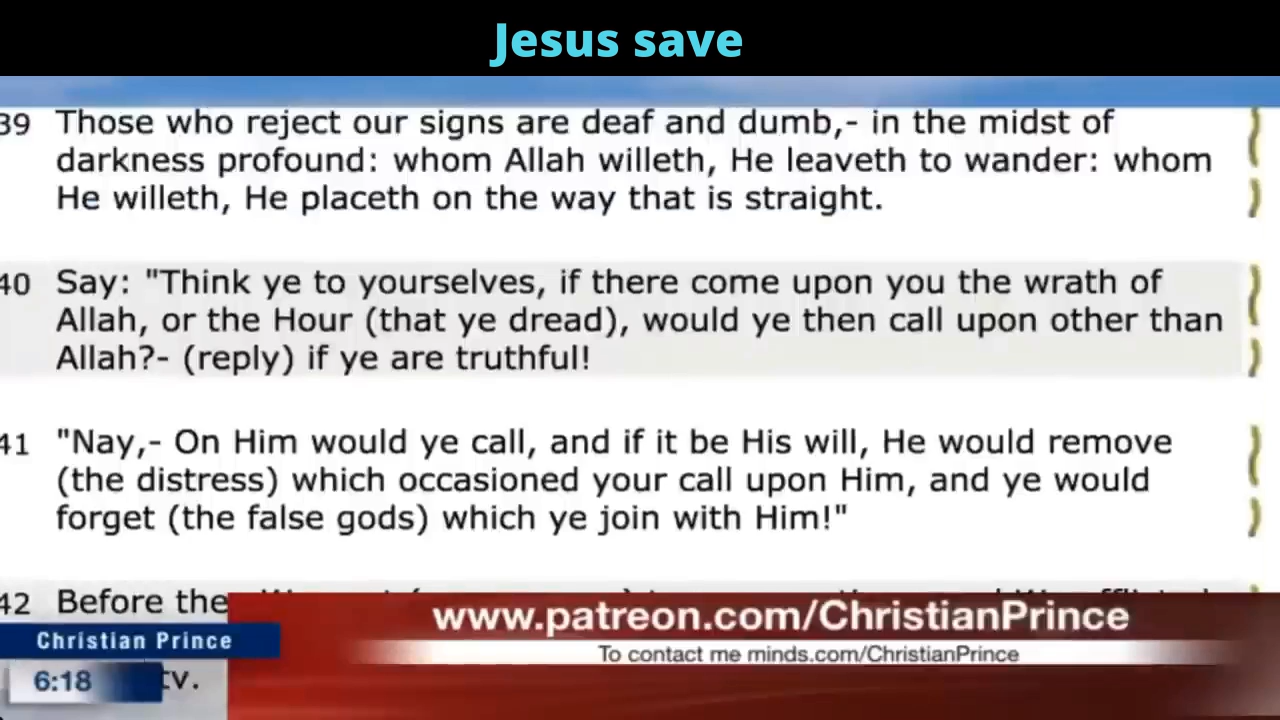 Jesus save
39 Those who reject our signs are deaf and dumb,- in the midst of
darkness profound: whom Allah willeth, He leaveth to wander: whom
He willeth, He placeth on the way that is straight.
40 Say: "Think ye to yourselves, if there come upon you the wrath of
Allah, or the Hour (that ye dread), would ye then call upon other than
Allah?- (reply) if ye are truthful!
41 "Nay,- On Him would ye call, and if it be His will, He would remove
(the distress) which occasioned your call upon Him, and ye would
forget (the false gods) which ye join with Him!"
42 Before
www.patreon.com/ChristianPrince
Christian Prince
To contact me minds.com/ChristianPrince
6:18